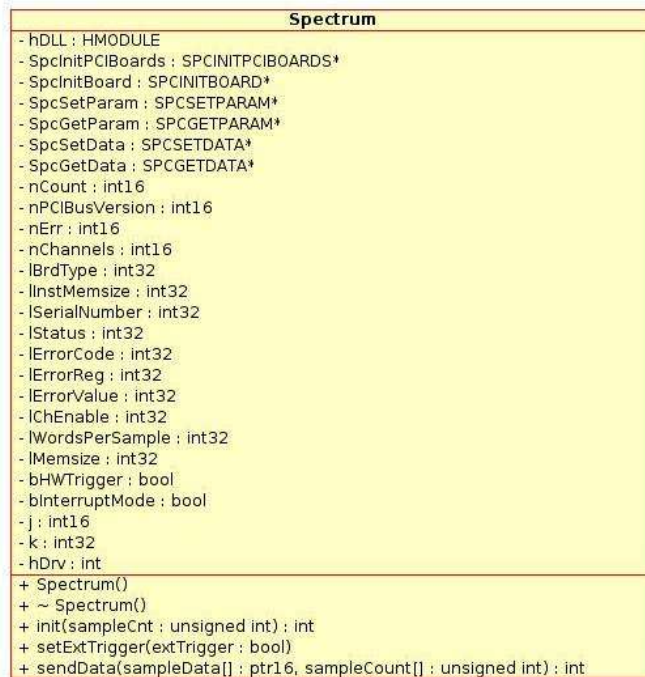 Spectrum
- hDLL : HMODULE
- SpcInitPCIBoards : SPCINITPCIBOARDS*
- SpcInitBoard : SPCINITBOARD*
- SpcSetParam : SPCSETPARAM*
- SpcGetParam : SPCGETPARAM*
- SpcSetData : SPCSETDATA*
- SpcGetData : SPCGETDATA*
- nCount : int16
- nPCIBusVersion : int16
- nErr : int16
- nChannels : int16
- lBrdType : int32
- lInstMemsize : int32
- lSerialNumber : int32
- lStatus : int32
- lErrorCode : int32
- lErrorReg : int32
- lErrorValue : int32
- lChEnable : int32
- lWordsPerSample : int32
- lMemsize : int32
- bHWTrigger : bool
- bInterruptMode : bool
- j : int16
- k : int32
- hDrv : int
+ Spectrum()
+ ~ Spectrum()
+ init(sampleCnt : unsigned int) : int
+ setExtTrigger(extTrigger : bool)
+ sendData(sampleData[] : ptr16, sampleCount[] : unsigned int) : int